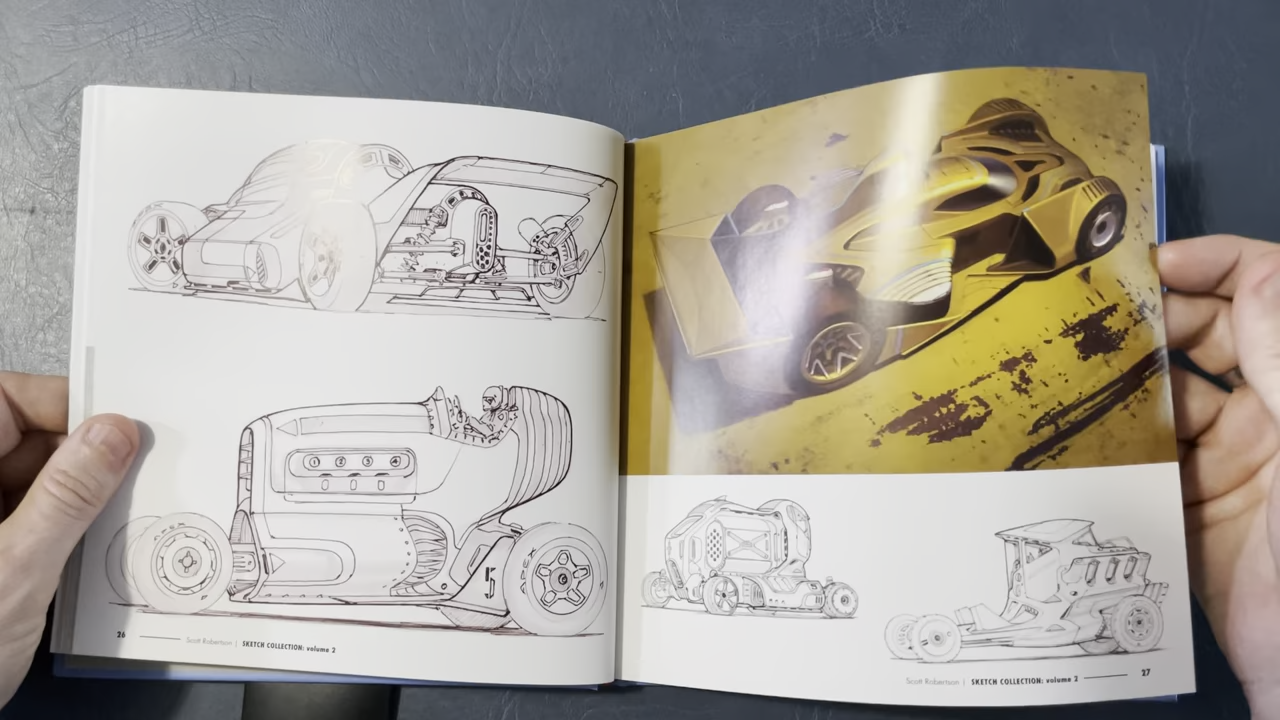 1 2 3 4
APEX
5
APEX
26 Scott Robertson | SKETCH COLLECTION: volume 2
Scott Robertson | SKETCH COLLECTION: volume 2 27